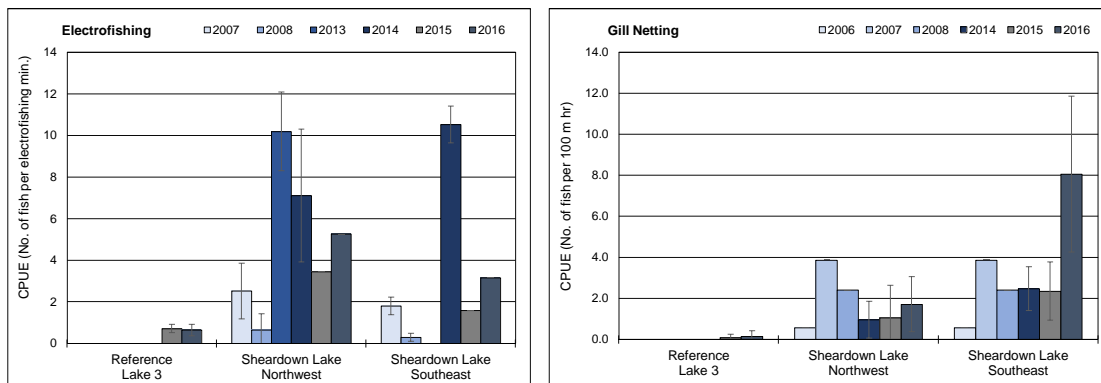 Electrofishing
2007 2008 2013 2014 2015 2016
CPUE (No. of fish per electrofishing min.)
14
12
10
8
6
4
2
0
Reference
Lake 3
Sheardown Lake
Northwest
Sheardown Lake
Southeast
Gill Netting
2006 2007 2008 2014 2015 2016
CPUE (No. of fish per 100 m hr)
14.0
12.0
10.0
8.0
6.0
4.0
2.0
0.0
Reference
Lake 3
Sheardown Lake
Northwest
Sheardown Lake
Southeast